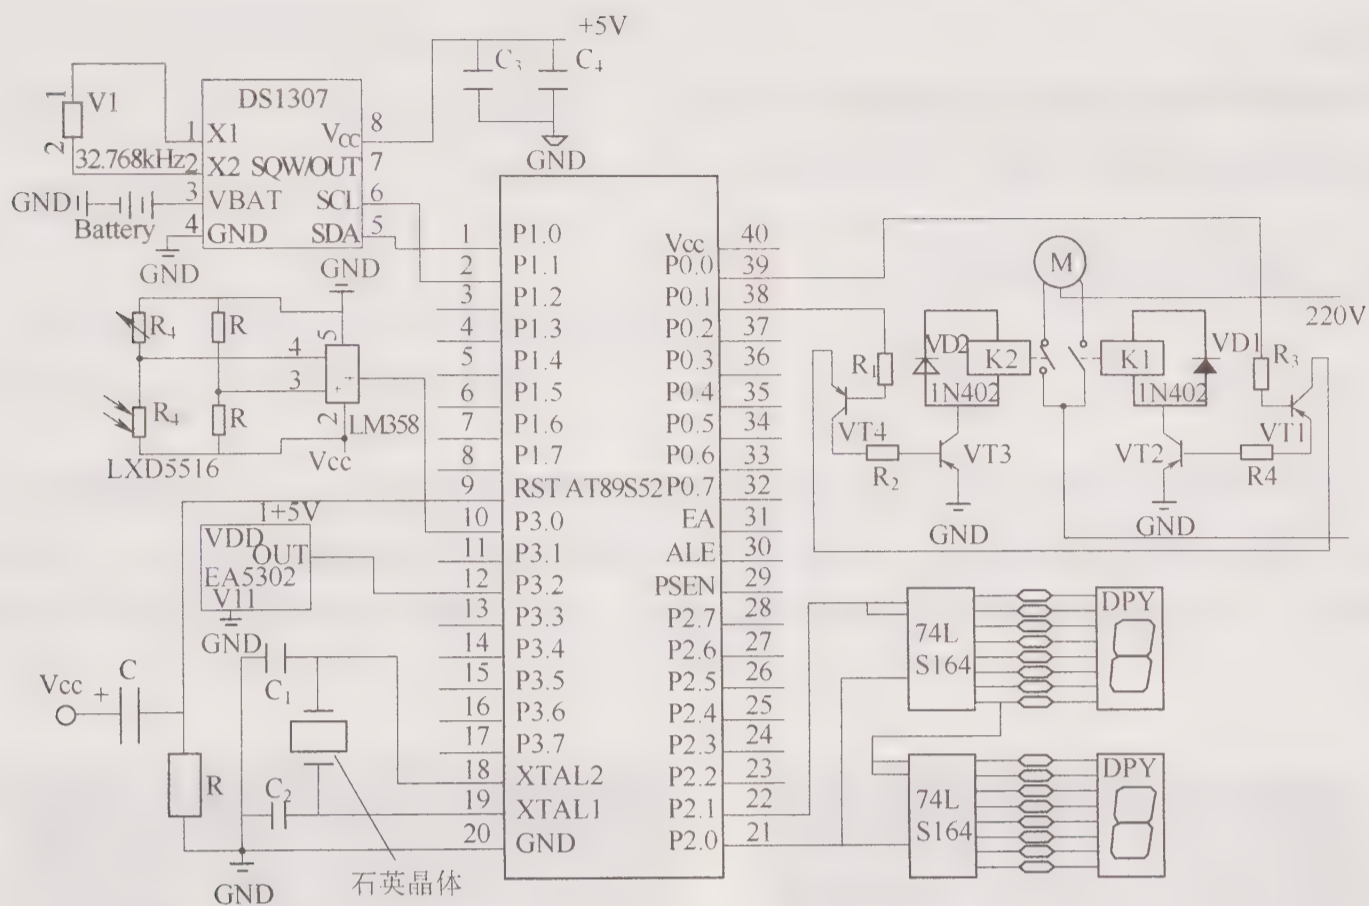 +5V
C3
C4
GND
V1
1
2
32.768kHz
DS1307
1
X1
VCC
8
2
X2
SQW/OUT
7
3
VBAT
SCL
6
4
GND
SDA
5
GND
Battery
GND
GND
R4
R
4
3
5
2
R4
R
LM358
LXD5516
Vcc
1
P1.0
2
P1.1
3
P1.2
4
P1.3
5
P1.4
6
P1.5
7
P1.6
8
P1.7
9
RST
10
P3.0
11
P3.1
12
P3.2
13
P3.3
14
P3.4
15
P3.5
16
P3.6
17
P3.7
18
XTAL2
19
XTAL1
20
GND
AT89S52
Vcc
40
P0.0
39
P0.1
38
P0.2
37
P0.3
36
P0.4
35
P0.5
34
P0.6
33
P0.7
32
EA
31
ALE
30
PSEN
29
P2.7
28
P2.6
27
P2.5
26
P2.4
25
P2.3
24
P2.2
23
P2.1
22
P2.0
21
1+5V
VDD
OUT
EA5302
V11
GND
Vcc
+
C
R
C1
C2
GND
石英晶体
M
220V
R1
VD2
K2
1N402
K1
1N402
VD1
R3
VT4
R2
VT3
GND
VT2
R4
VT1
GND
74L
S164
DPY
74L
S164
DPY